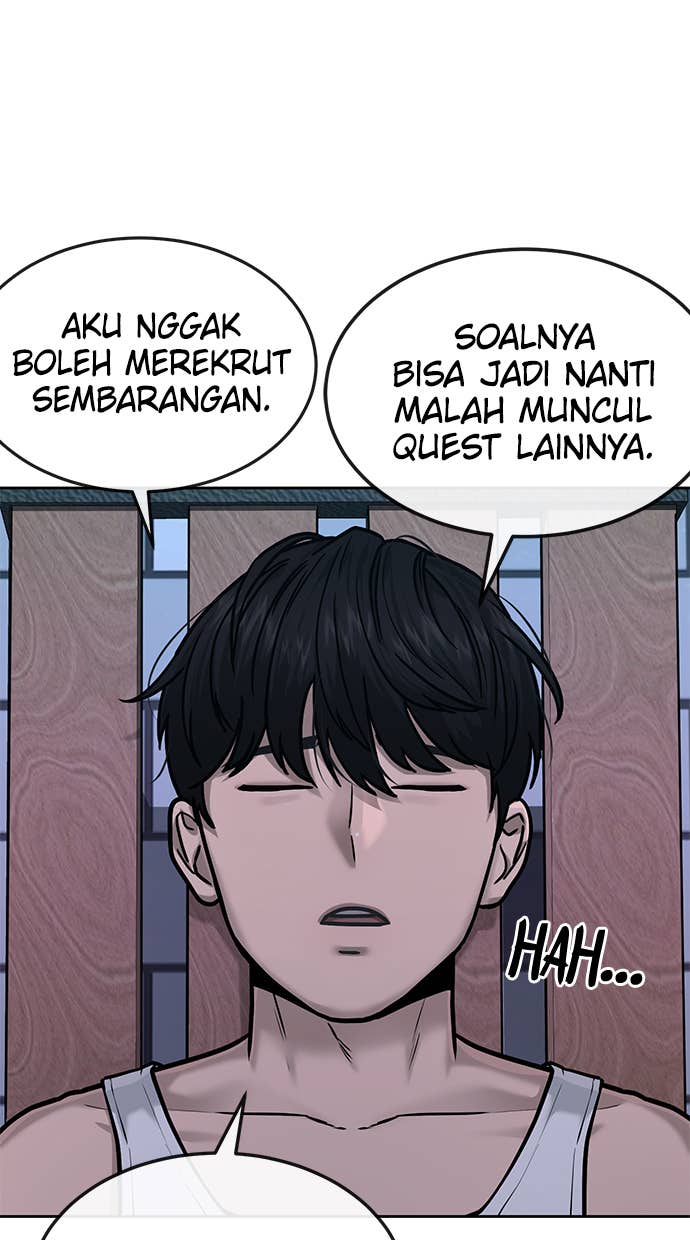 AKU NGGAK
BOLEH MEREKRUT
SEMBARANGAN.
SOALNYA
BISA JADI NANTI
MALAH MUNCUL
QUEST LAINNYA.
HAH...